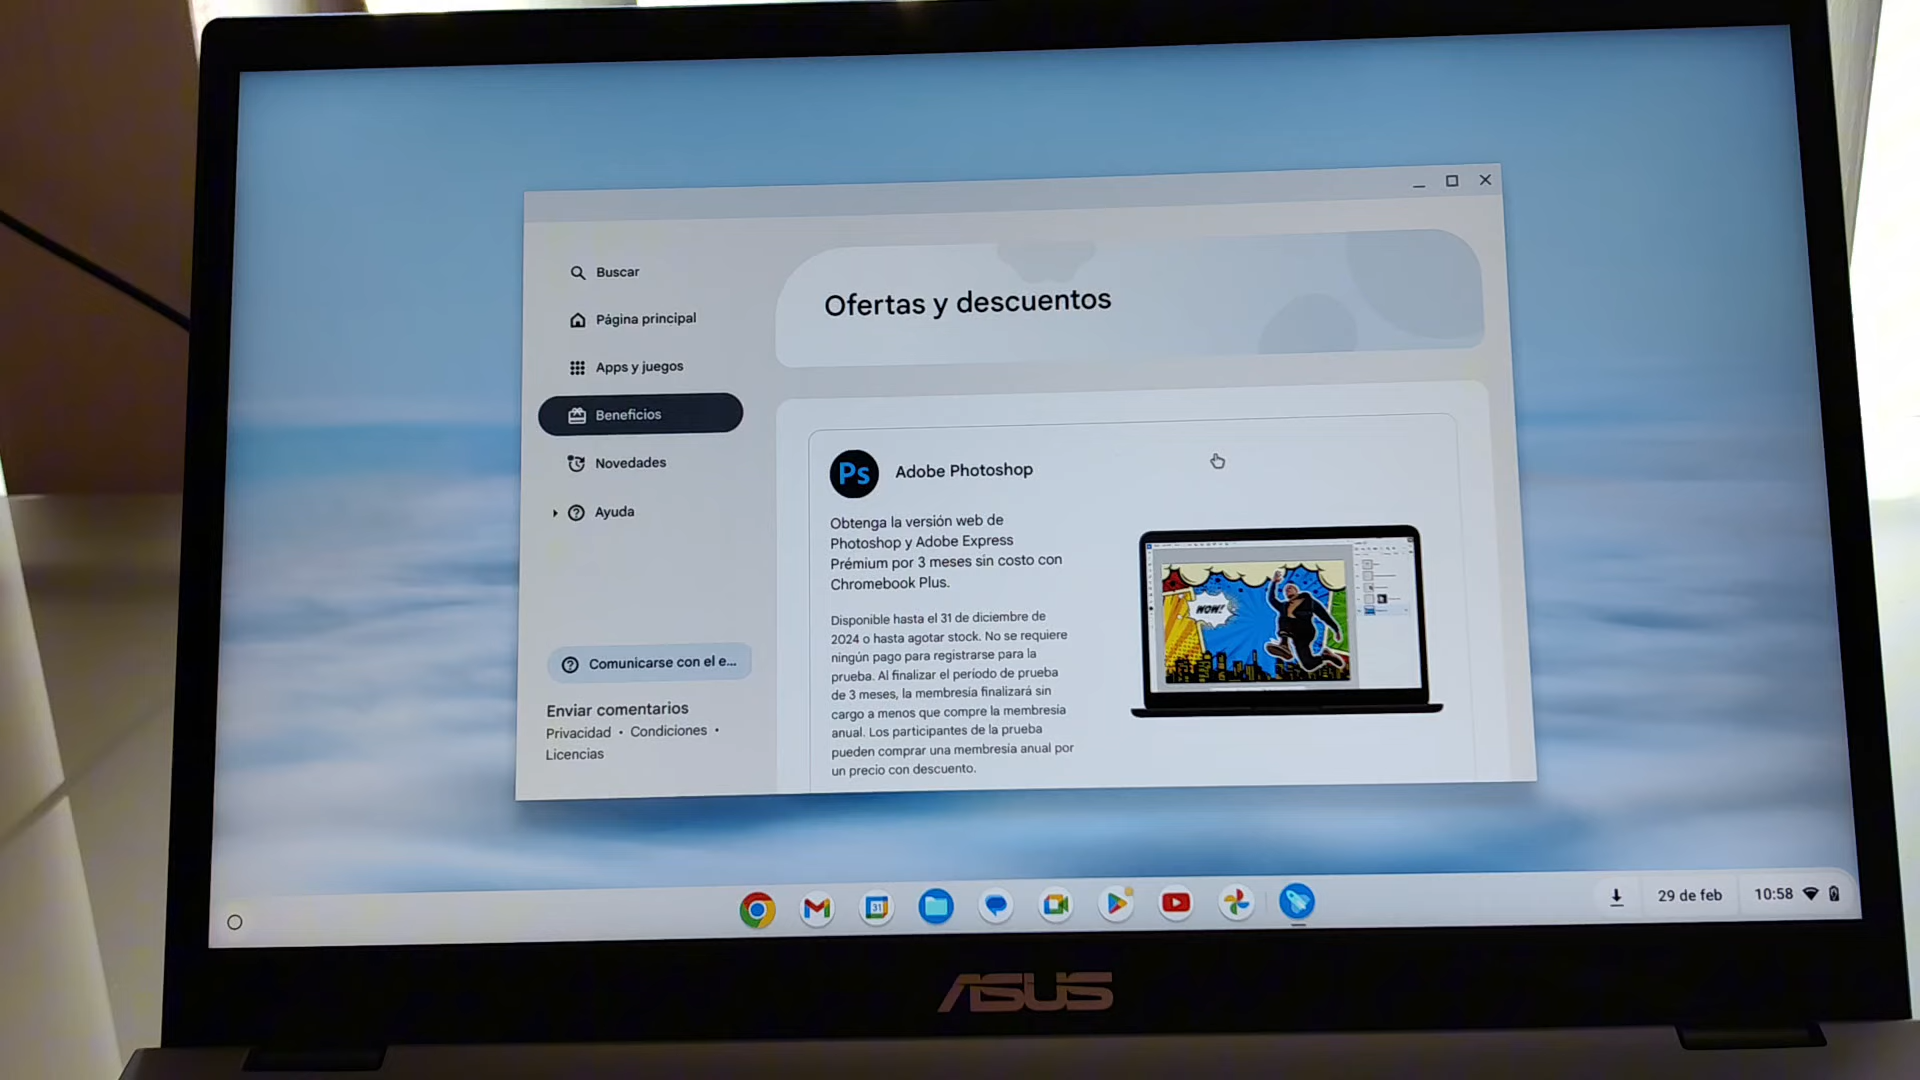 Buscar
Página principal
Apps y juegos
Beneficios
Novedades
Ayuda
Comunicarse con el e...
Enviar comentarios
Privacidad • Condiciones •
Licencias
Ofertas y descuentos
Ps
Adobe Photoshop
Obtenga la versión web de
Photoshop y Adobe Express
Prémium por 3 meses sin costo con
Chromebook Plus.
Disponible hasta el 31 de diciembre de
2024 o hasta agotar stock. No se requiere
ningún pago para registrarse para la
prueba. Al finalizar el período de prueba
de 3 meses, la membresía finalizará sin
cargo a menos que compre la membresía
anual. Los participantes de la prueba
pueden comprar una membresía anual por
un precio con descuento.
WOW!
31
29 de feb
10:58
ASUS